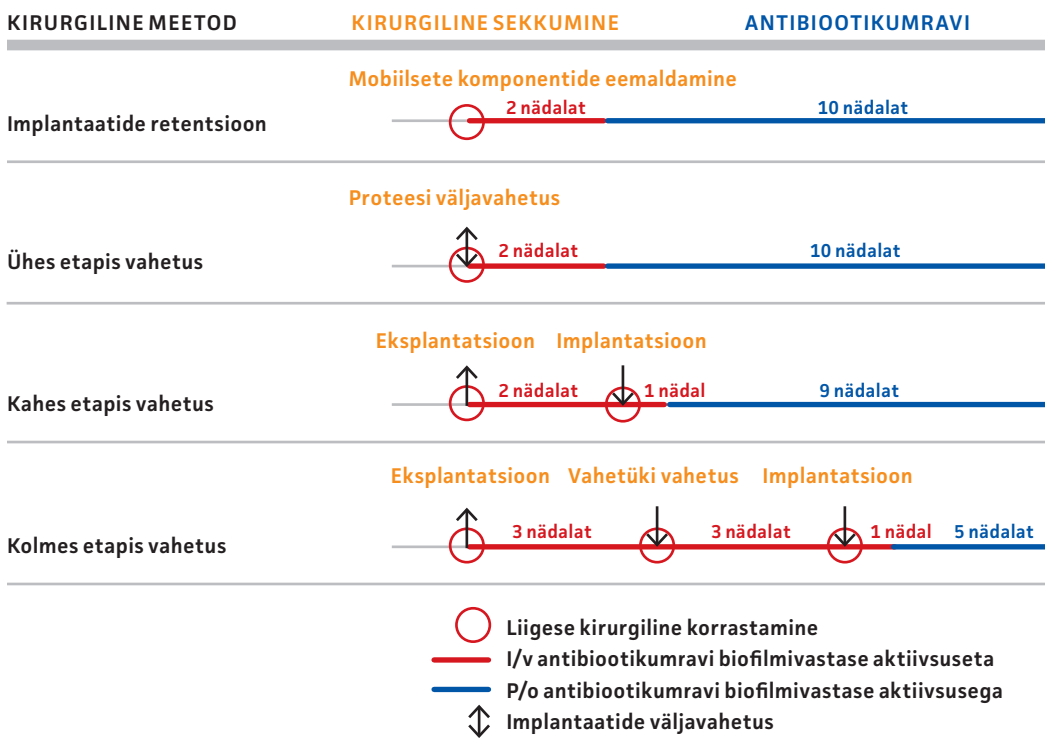 KIRURGILINE MEETOD KIRURGILINE SEKKUMINE ANTIBIOOTIKUMRAVI
Mobiilsete komponentide eemaldamine
2 nädalat 10 nädalat
Implantaatide retentsioon
Proteesi väljavahetus
2 nädalat 10 nädalat
Ühes etapis vahetus
Eksplantatsioon Implantatsioon
2 nädalat 1 nädal 9 nädalat
Kahes etapis vahetus
Eksplantatsioon Vahetüki vahetus Implantatsioon
3 nädalat 3 nädalat 1 nädal 5 nädalat
Kolmes etapis vahetus
Liigese kirurgiline korrastamine
I/v antibiootikumravi biofilmivastase aktiivsuseta
P/o antibiootikumravi biofilmivastase aktiivsusega
Implantaatide väljavahetus